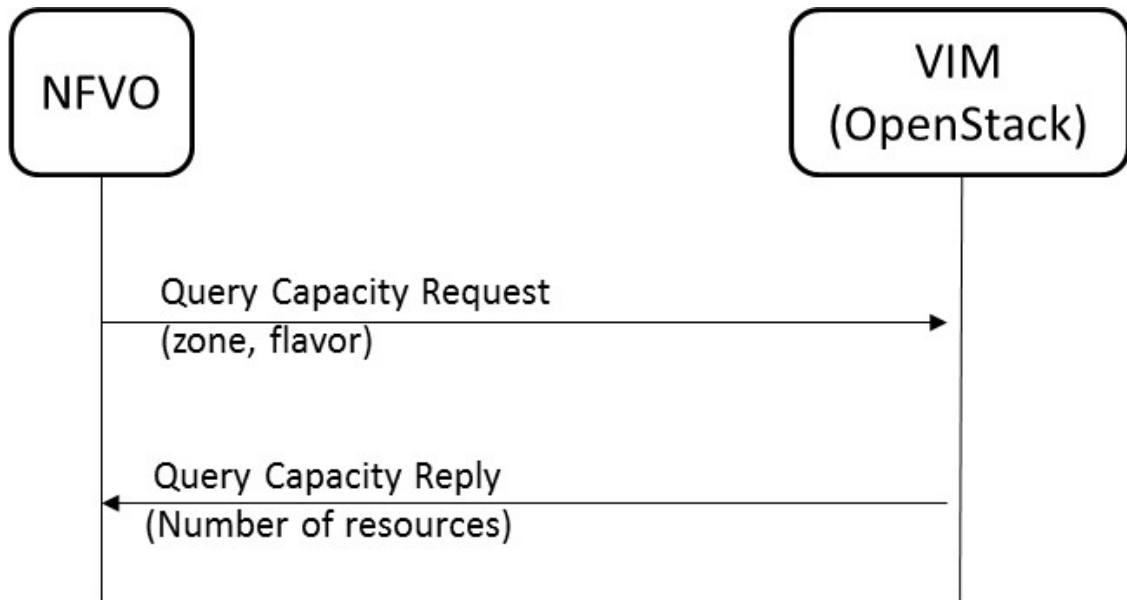 NFVO
VIM
(OpenStack)
Query Capacity Request
(zone, flavor)
Query Capacity Reply
(Number of resources)